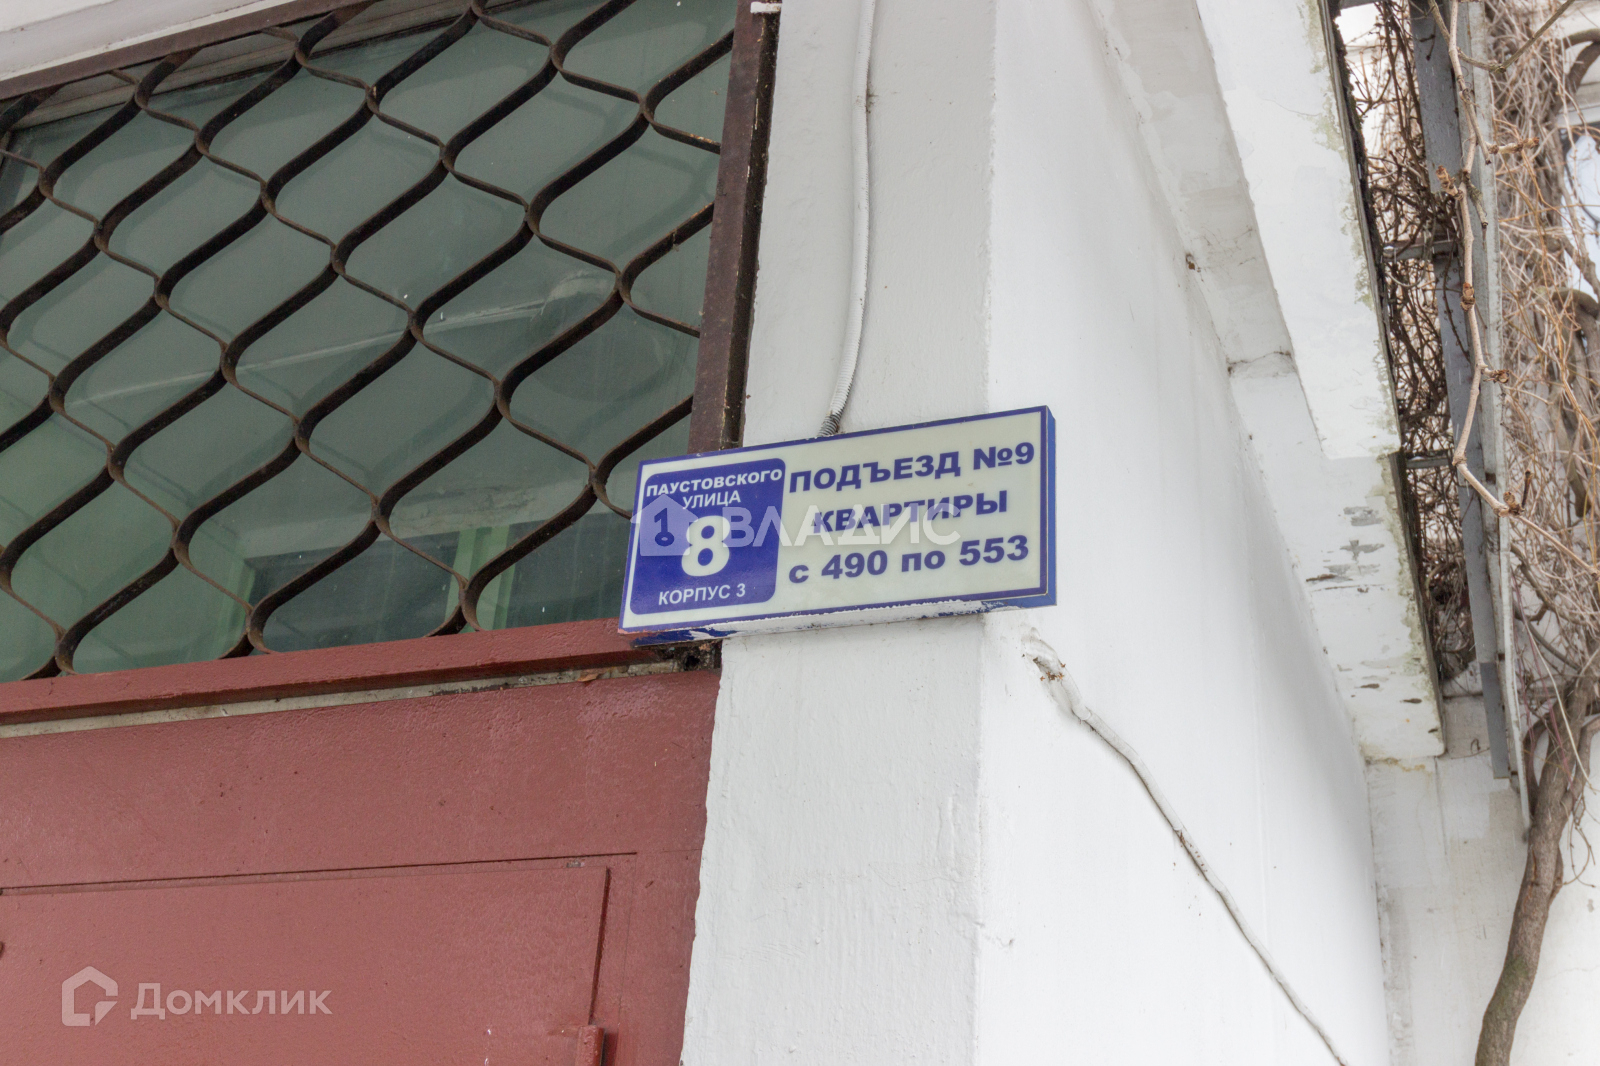 ПАУСТОВСКОГО
УЛИЦА
8
КОРПУС 3
ПОДЪЕЗД №9
КВАРТИРЫ
с 490 по 553
ВЛАДИС
Домклик